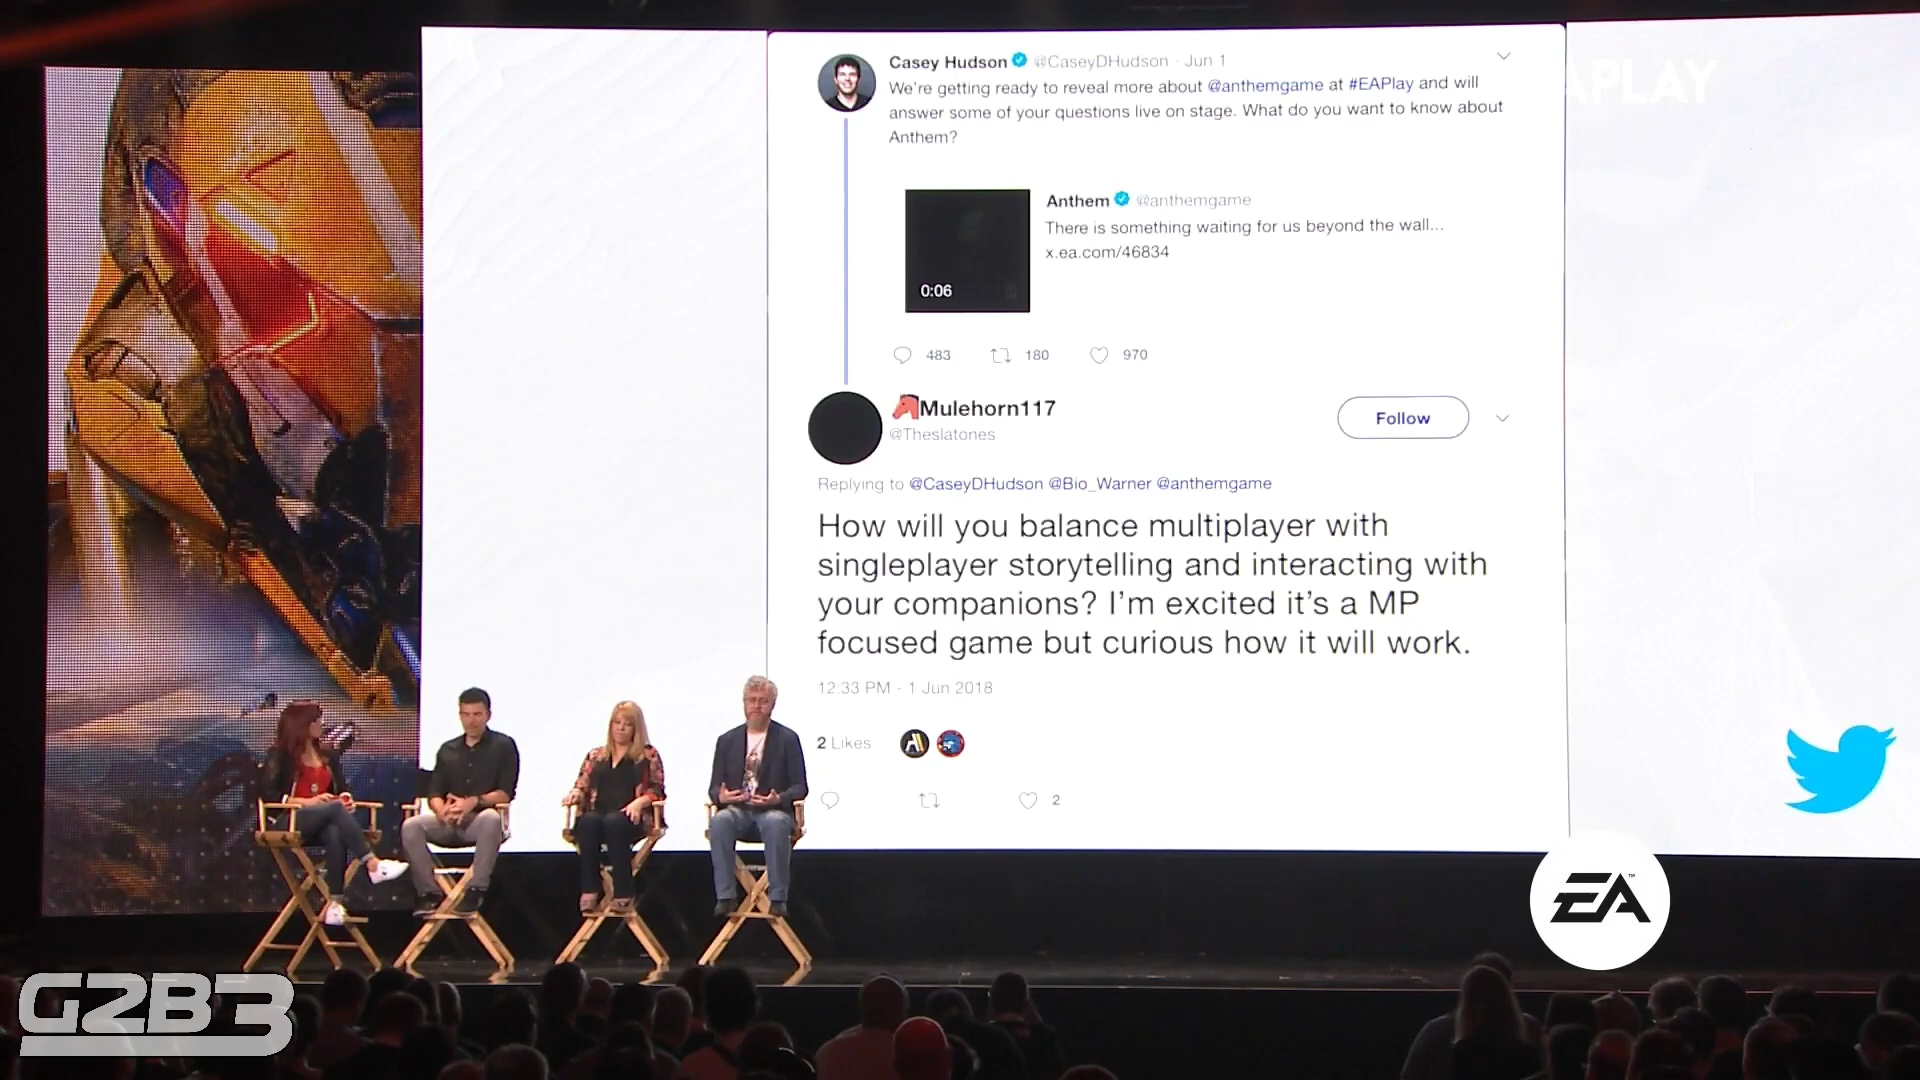 Casey Hudson @CaseyDHudson · Jun 1
We're getting ready to reveal more about @anthemgame at #EAPlay and will
answer some of your questions live on stage. What do you want to know about
Anthem?
APLAY
Anthem @anthemgame
There is something waiting for us beyond the wall...
x.ea.com/46834
0:06
483 180 970
Mulehorn117
@Theslatones
Follow
Replying to @CaseyDHudson @Bio_Warner @anthemgame
How will you balance multiplayer with
singleplayer storytelling and interacting with
your companions? I'm excited it's a MP
focused game but curious how it will work.
12:33 PM - 1 Jun 2018
2 Likes
2
EA™
G2B3